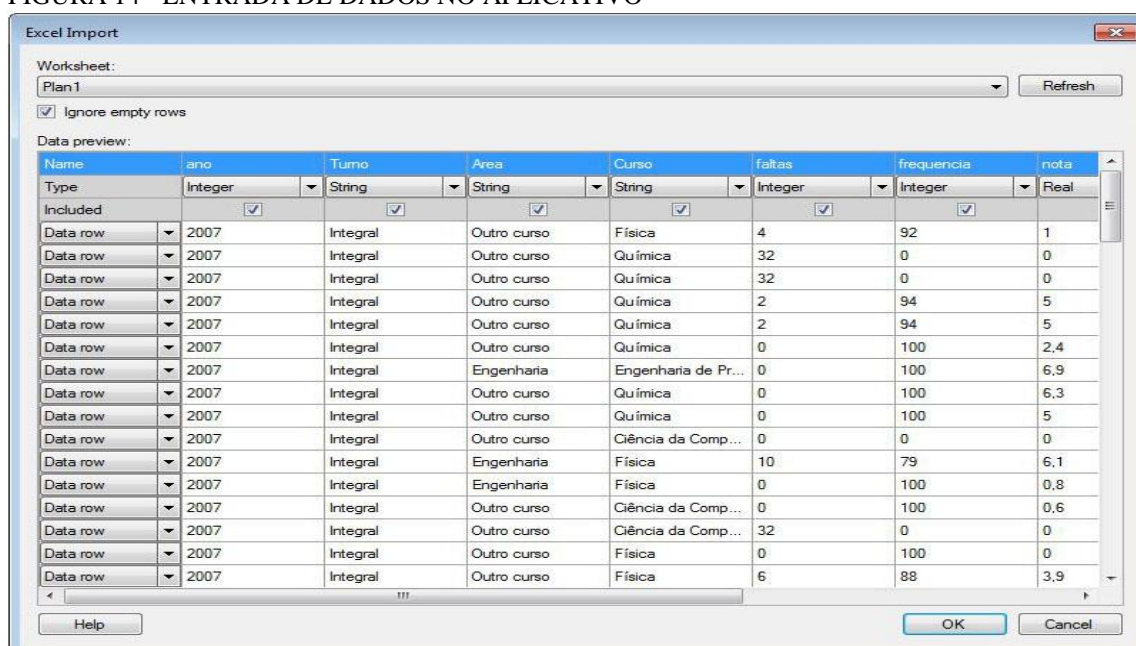 ENTRADA DE DADOS NO APLICATIVO
Excel Import
Worksheet:
Plan1 Refresh
Ignore empty rows
Data preview:
Name ano Turno Area Curso faltas frequencia nota
Type Integer String String String Integer Integer Real
Included
Data row 2007 Integral Outro curso Física 4 92 1
Data row 2007 Integral Outro curso Química 32 0 0
Data row 2007 Integral Outro curso Química 32 0 0
Data row 2007 Integral Outro curso Química 2 94 5
Data row 2007 Integral Outro curso Química 2 94 5
Data row 2007 Integral Outro curso Química 0 100 2,4
Data row 2007 Integral Engenharia Engenharia de Pr... 0 100 6,9
Data row 2007 Integral Outro curso Química 0 100 6,3
Data row 2007 Integral Outro curso Química 0 100 5
Data row 2007 Integral Outro curso Ciência da Comp... 0 0 0
Data row 2007 Integral Engenharia Física 10 79 6,1
Data row 2007 Integral Engenharia Física 0 100 0,8
Data row 2007 Integral Outro curso Ciência da Comp... 0 100 0,6
Data row 2007 Integral Outro curso Ciência da Comp... 32 0 0
Data row 2007 Integral Outro curso Física 0 100 0
Data row 2007 Integral Outro curso Física 6 88 3,9
Help OK Cancel